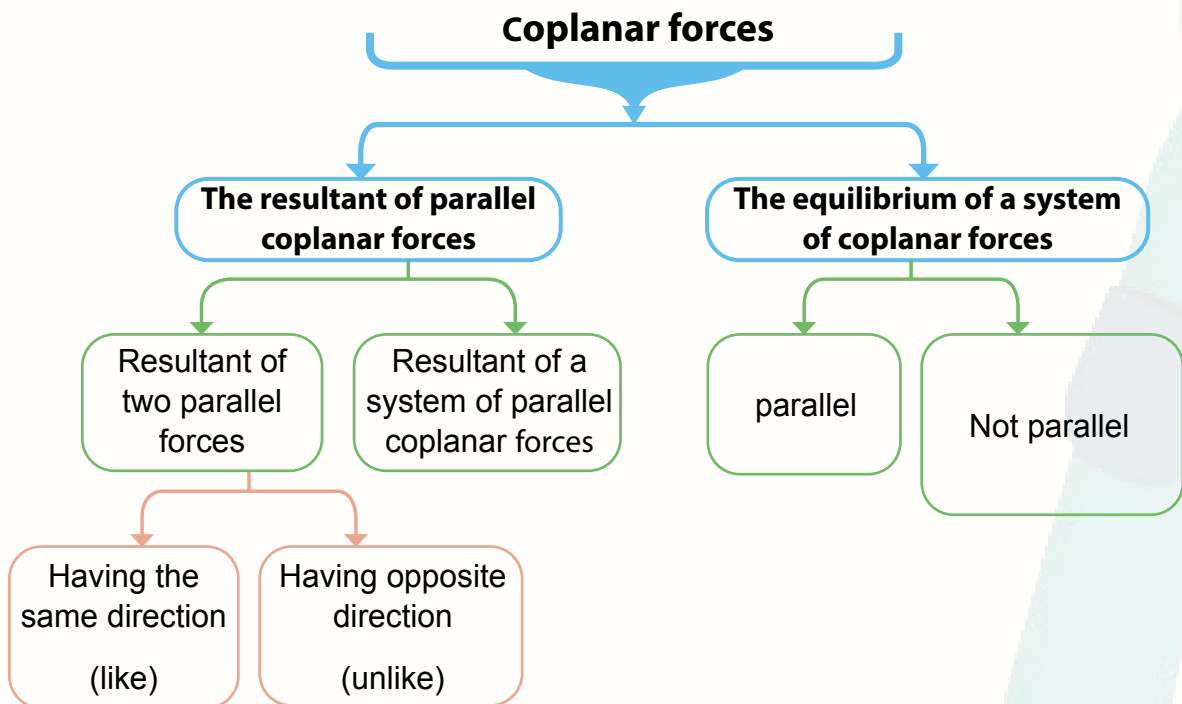 Coplanar forces
The resultant of parallel
coplanar forces
The equilibrium of a system
of coplanar forces
Resultant of
two parallel
forces
Resultant of a
system of parallel
coplanar forces
parallel
Not parallel
Having the
same direction
(like)
Having opposite
direction
(unlike)